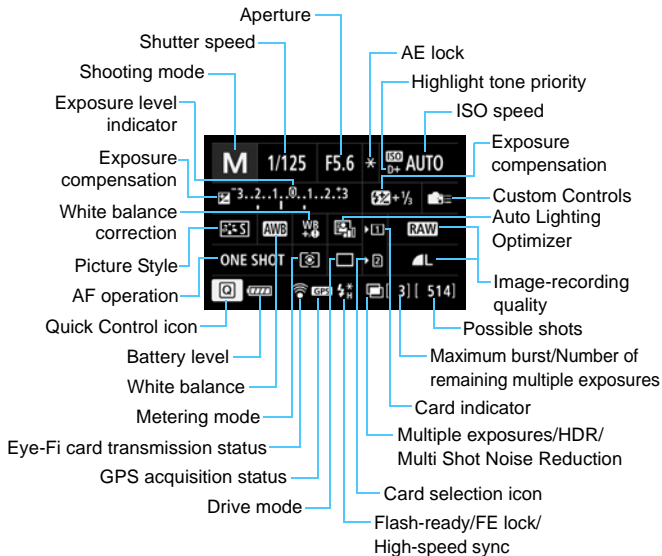 Aperture
Shutter speed
AE lock
Shooting mode
Highlight tone priority
Exposure level
indicator
ISO speed
Exposure
compensation
Exposure
compensation
Custom Controls
White balance
correction
Auto Lighting
Optimizer
Picture Style
AF operation
Image-recording
quality
Quick Control icon
Possible shots
Battery level
Maximum burst/Number of
remaining multiple exposures
White balance
Metering mode
Card indicator
Eye-Fi card transmission status
Multiple exposures/HDR/
Multi Shot Noise Reduction
GPS acquisition status
Card selection icon
Drive mode
Flash-ready/FE lock/
High-speed sync
M 1/125 F5.6 * ISO D+ AUTO
-3..2..1..0..1..2..+3 +1/3
S AWB WB +/- 1 RAW
ONE SHOT 2 L
Q GPS H [ 3] [ 514]